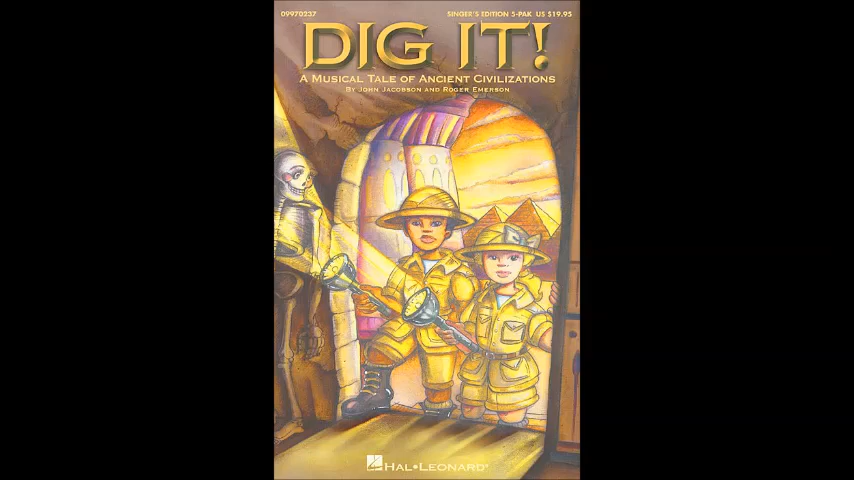 09970237 SINGER'S EDITION 5-PAK US $19.95
DIG IT!
A MUSICAL TALE OF ANCIENT CIVILIZATIONS
BY JOHN JACOBSON AND ROGER EMERSON
HAL•LEONARD®